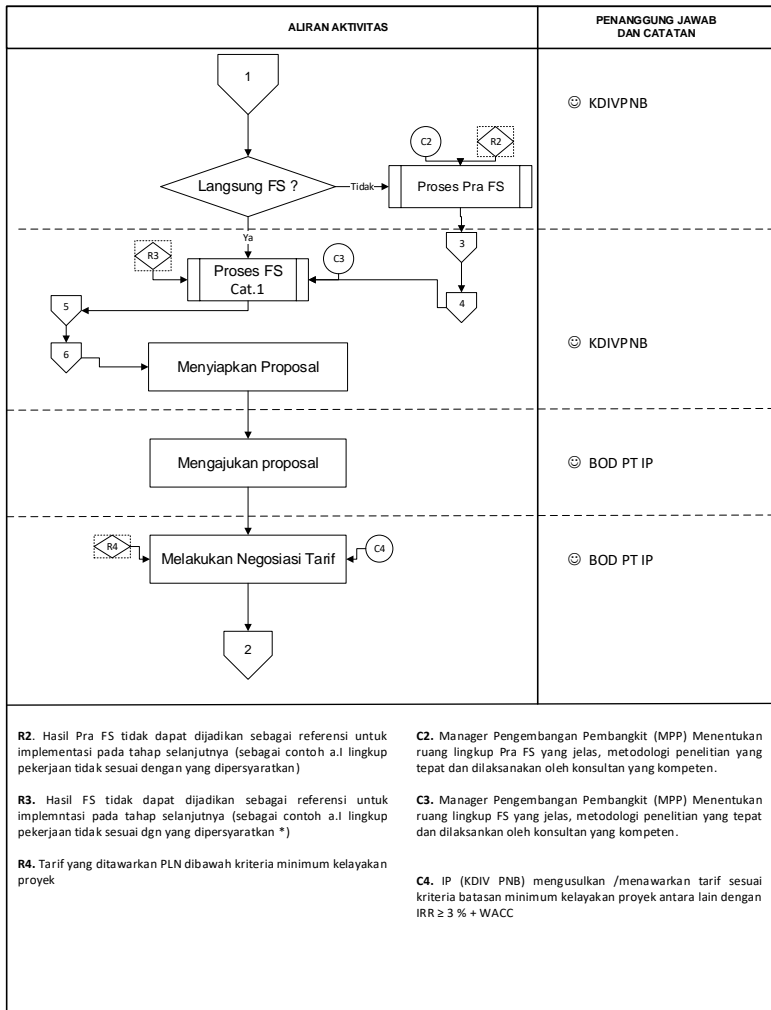 ALIRAN AKTIVITAS
PENANGGUNG JAWAB
DAN CATATAN
1
☺ KDIVPNB
C2
R2
Langsung FS ?
Tidak
Proses Pra FS
Ya
3
R3
Proses FS
Cat.1
C3
4
5
6
Menyiapkan Proposal
☺ KDIVPNB
Mengajukan proposal
☺ BOD PT IP
R4
Melakukan Negosiasi Tarif
C4
☺ BOD PT IP
2
R2. Hasil Pra FS tidak dapat dijadikan sebagai referensi untuk
implementasi pada tahap selanjutnya (sebagai contoh a.l lingkup
pekerjaan tidak sesuai dengan yang dipersyaratkan)
R3. Hasil FS tidak dapat dijadikan sebagai referensi untuk
implemntasi pada tahap selanjutnya (sebagai contoh a.l lingkup
pekerjaan tidak sesuai dgn yang dipersyaratkan *)
R4. Tarif yang ditawarkan PLN dibawah kriteria minimum kelayakan
proyek
C2. Manager Pengembangan Pembangkit (MPP) Menentukan
ruang lingkup Pra FS yang jelas, metodologi penelitian yang
tepat dan dilaksanakan oleh konsultan yang kompeten.
C3. Manager Pengembangan Pembangkit (MPP) Menentukan
ruang lingkup FS yang jelas, metodologi penelitian yang tepat
dan dilaksankan oleh konsultan yang kompeten.
C4. IP (KDIV PNB) mengusulkan /menawarkan tarif sesuai
kriteria batasan minimum kelayakan proyek antara lain dengan
IRR ≥ 3 % + WACC